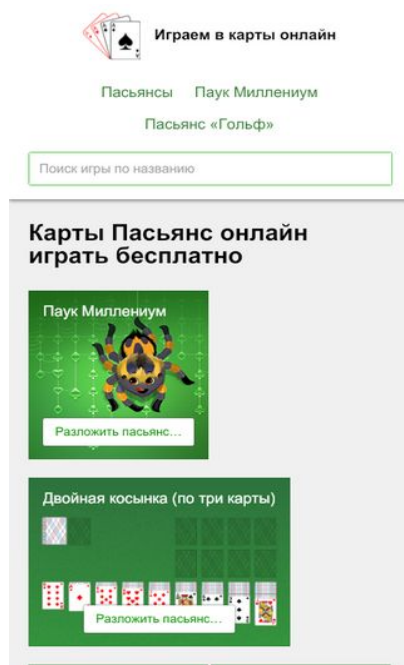 Играем в карты онлайн
Пасьянсы Паук Миллениум
Пасьянс «Гольф»
Поиск игры по названию
Карты Пасьянс онлайн
играть бесплатно
Паук Миллениум
Разложить пасьянс...
Двойная косынка (по три карты)
Разложить пасьянс...